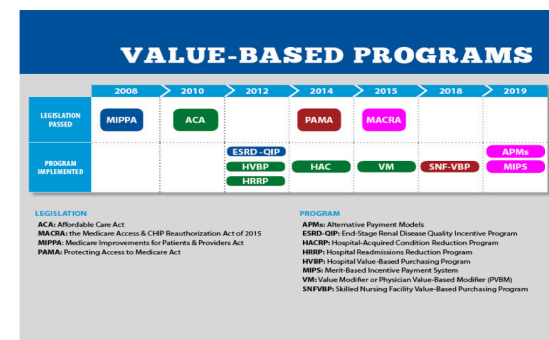 VALUE-BASED PROGRAMS
2008 2010 2012 2014 2015 2018 2019
LEGISLATION
PASSED
MIPPA ACA PAMA MACRA
PROGRAM
IMPLEMENTED
ESRD-QIP APMs
HVBP HAC VM SNF-VBP MIPS
HRRP
LEGISLATION
ACA: Affordable Care Act
MACRA: the Medicare Access & CHIP Reauthorization Act of 2015
MIPPA: Medicare Improvements for Patients & Providers Act
PAMA: Protecting Access to Medicare Act
PROGRAM
APMs: Alternative Payment Models
ESRD-QIP: End-Stage Renal Disease Quality Incentive Program
HACRP: Hospital-Acquired Condition Reduction Program
HRRP: Hospital Readmissions Reduction Program
HVBP: Hospital Value-Based Purchasing Program
MIPS: Merit-Based Incentive Payment System
VM: Value Modifier or Physician Value-Based Modifier (PVBM)
SNFVBP: Skilled Nursing Facility Value-Based Purchasing Program